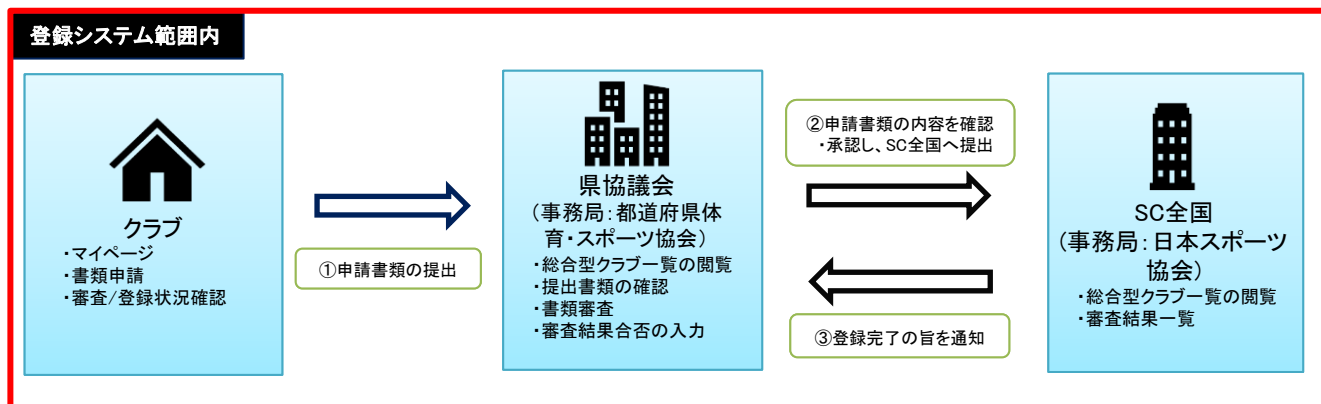 登録システム範囲内
クラブ
・マイページ
・書類申請
・審査/登録状況確認
①申請書類の提出
県協議会
(事務局:都道府県体
育・スポーツ協会)
・総合型クラブ一覧の閲覧
・提出書類の確認
・書類審査
・審査結果合否の入力
②申請書類の内容を確認
・承認し、SC全国へ提出
③登録完了の旨を通知
SC全国
(事務局:日本スポーツ
協会)
・総合型クラブ一覧の閲覧
・審査結果一覧